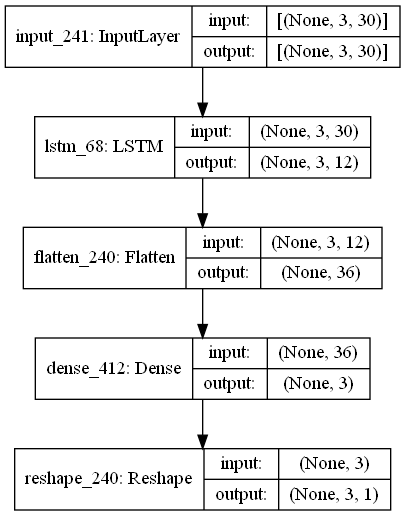 input_241: InputLayer
input:
[(None, 3, 30)]
output:
[(None, 3, 30)]
lstm_68: LSTM
input:
(None, 3, 30)
output:
(None, 3, 12)
flatten_240: Flatten
input:
(None, 3, 12)
output:
(None, 36)
dense_412: Dense
input:
(None, 36)
output:
(None, 3)
reshape_240: Reshape
input:
(None, 3)
output:
(None, 3, 1)